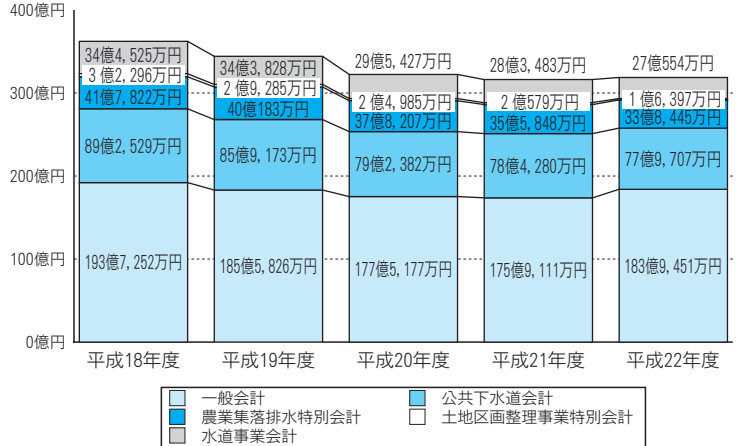 400億円
300億円
200億円
100億円
0億円
34億4,525万円
3億2,296万円
41億7,822万円
89億2,529万円
193億7,252万円
34億3,828万円
2億9,285万円
40億183万円
85億9,173万円
185億5,826万円
29億5,427万円
2億4,985万円
37億8,207万円
79億2,382万円
177億5,177万円
28億3,483万円
2億579万円
35億5,848万円
78億4,280万円
175億9,111万円
27億554万円
1億6,397万円
33億8,445万円
77億9,707万円
183億9,451万円
平成18年度 平成19年度 平成20年度 平成21年度 平成22年度
一般会計 公共下水道会計
農業集落排水特別会計 土地区画整理事業特別会計
水道事業会計